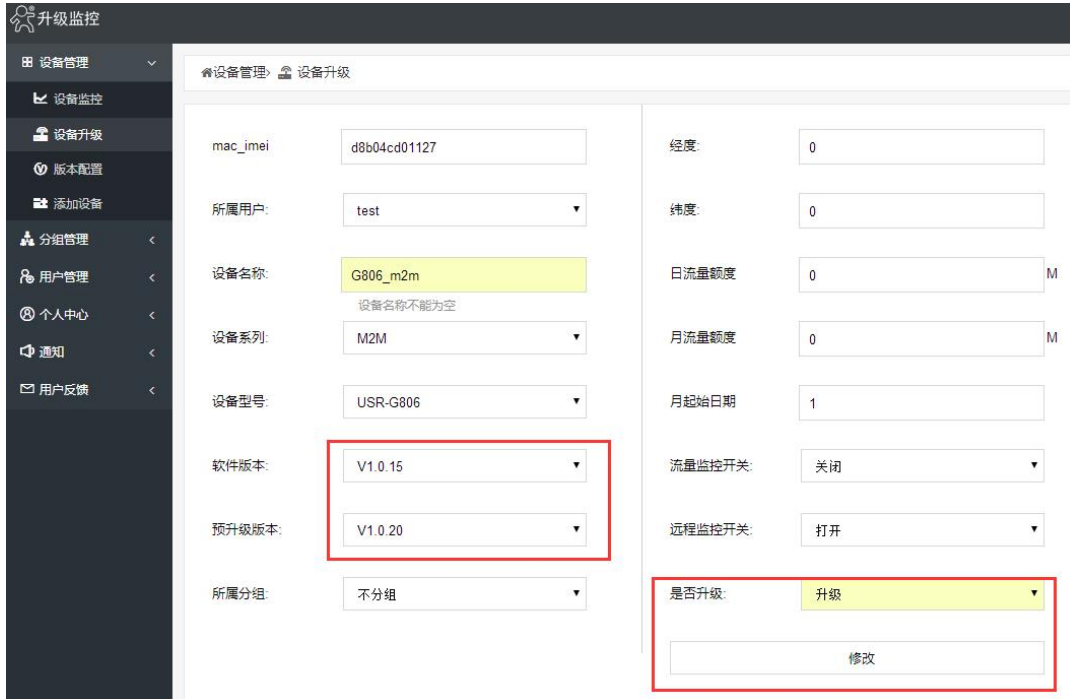 升级监控
设备管理
设备监控
设备升级
版本配置
添加设备
分组管理
用户管理
个人中心
通知
用户反馈
设备管理> 设备升级
mac_imei d8b04cd01127
所属用户: test
设备名称: G806_m2m
设备名称不能为空
设备系列: M2M
设备型号: USR-G806
软件版本: V1.0.15
预升级版本: V1.0.20
所属分组: 不分组
经度: 0
纬度: 0
日流量额度 0 M
月流量额度 0 M
月起始日期 1
流量监控开关: 关闭
远程监控开关: 打开
是否升级: 升级
修改